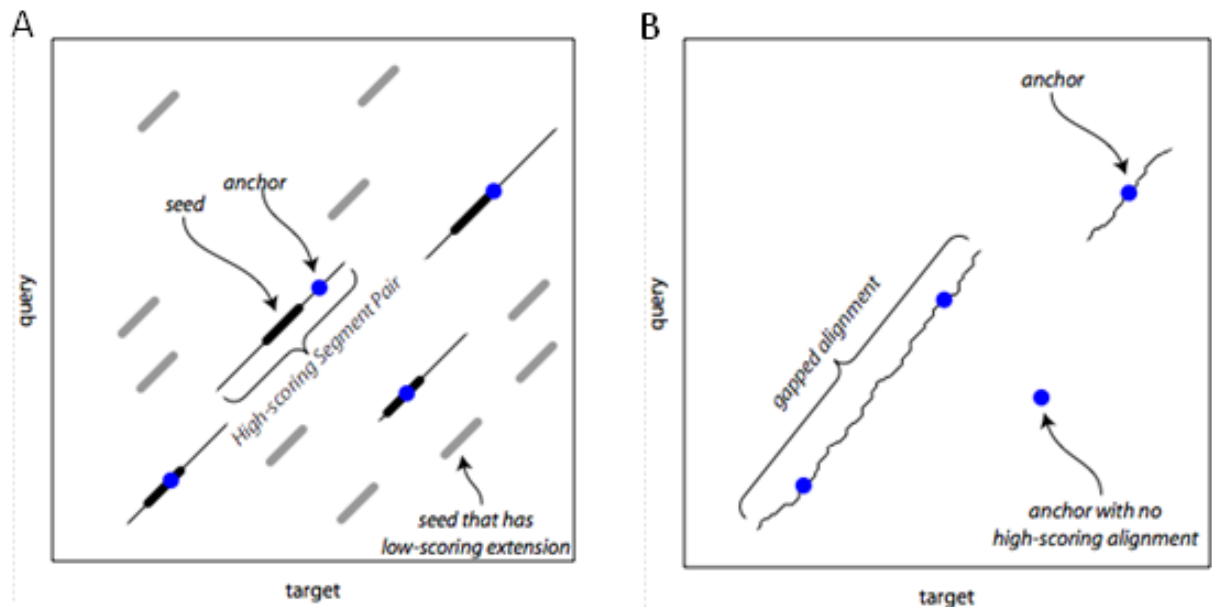 A
anchor
seed
query
High-scoring Segment Pair
seed that has
low-scoring extension
target
B
anchor
query
gapped alignment
anchor with no
high-scoring alignment
target